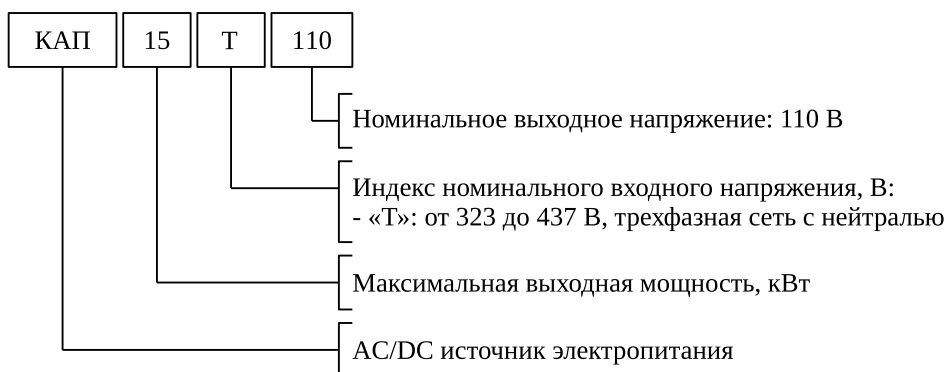 КАП 15 Т 110
Номинальное выходное напряжение: 110 В
Индекс номинального входного напряжения, В:
- «Т»: от 323 до 437 В, трехфазная сеть с нейтралью
Максимальная выходная мощность, кВт
AC/DC источник электропитания